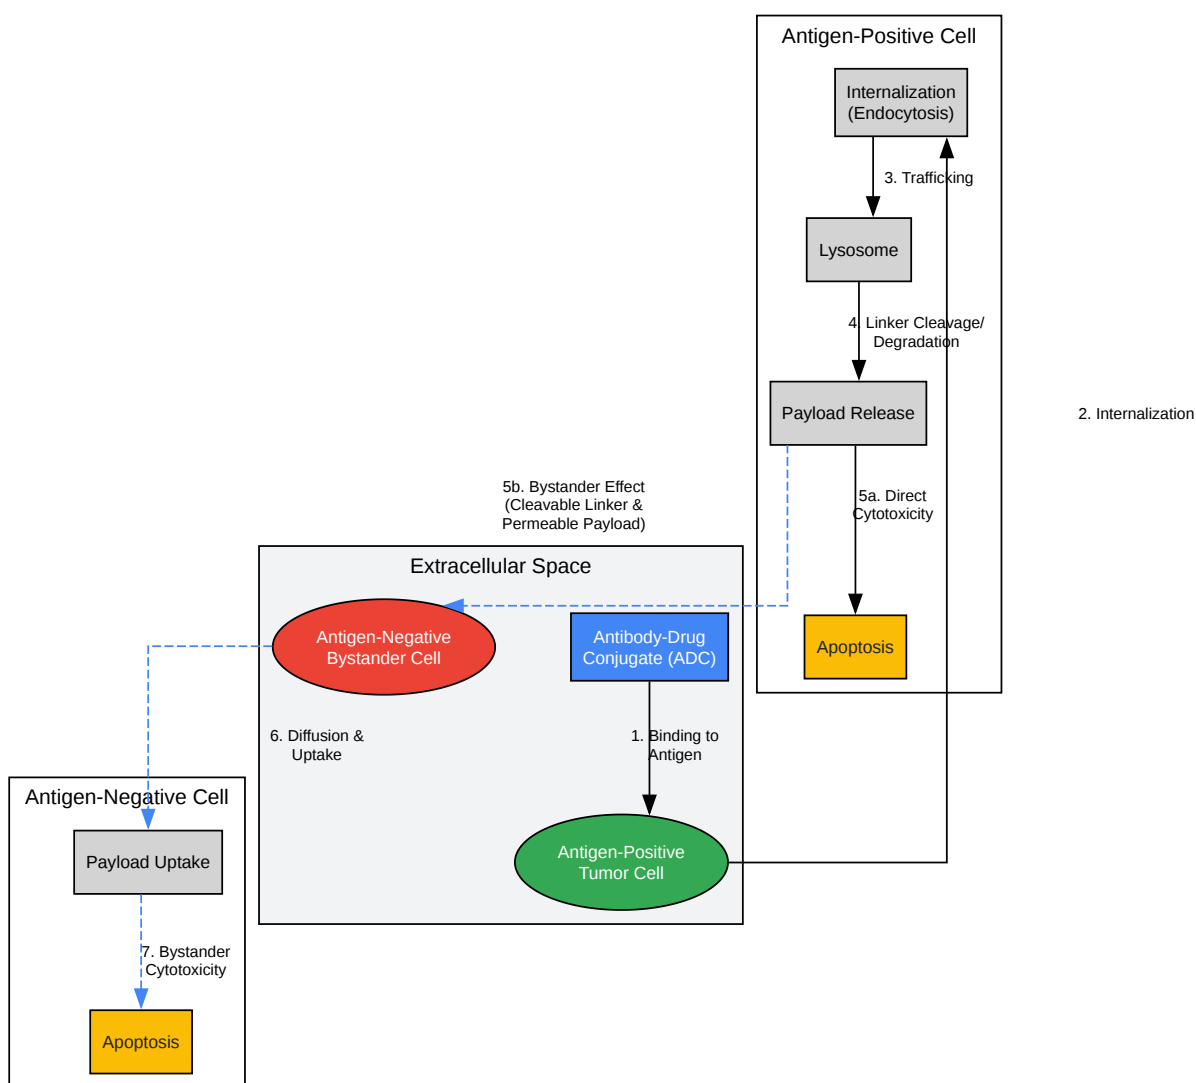 Antigen-Positive Cell
Internalization
(Endocytosis)
3. Trafficking
Lysosome
4. Linker Cleavage/
Degradation
Payload Release
2. Internalization
5a. Direct
Cytotoxicity
5b. Bystander Effect
(Cleavable Linker &
Permeable Payload)
Extracellular Space
Antigen-Negative
Bystander Cell
Antibody-Drug
Conjugate (ADC)
Apoptosis
6. Diffusion &
Uptake
1. Binding to
Antigen
Antigen-Negative Cell
Payload Uptake
Antigen-Positive
Tumor Cell
7. Bystander
Cytotoxicity
Apoptosis